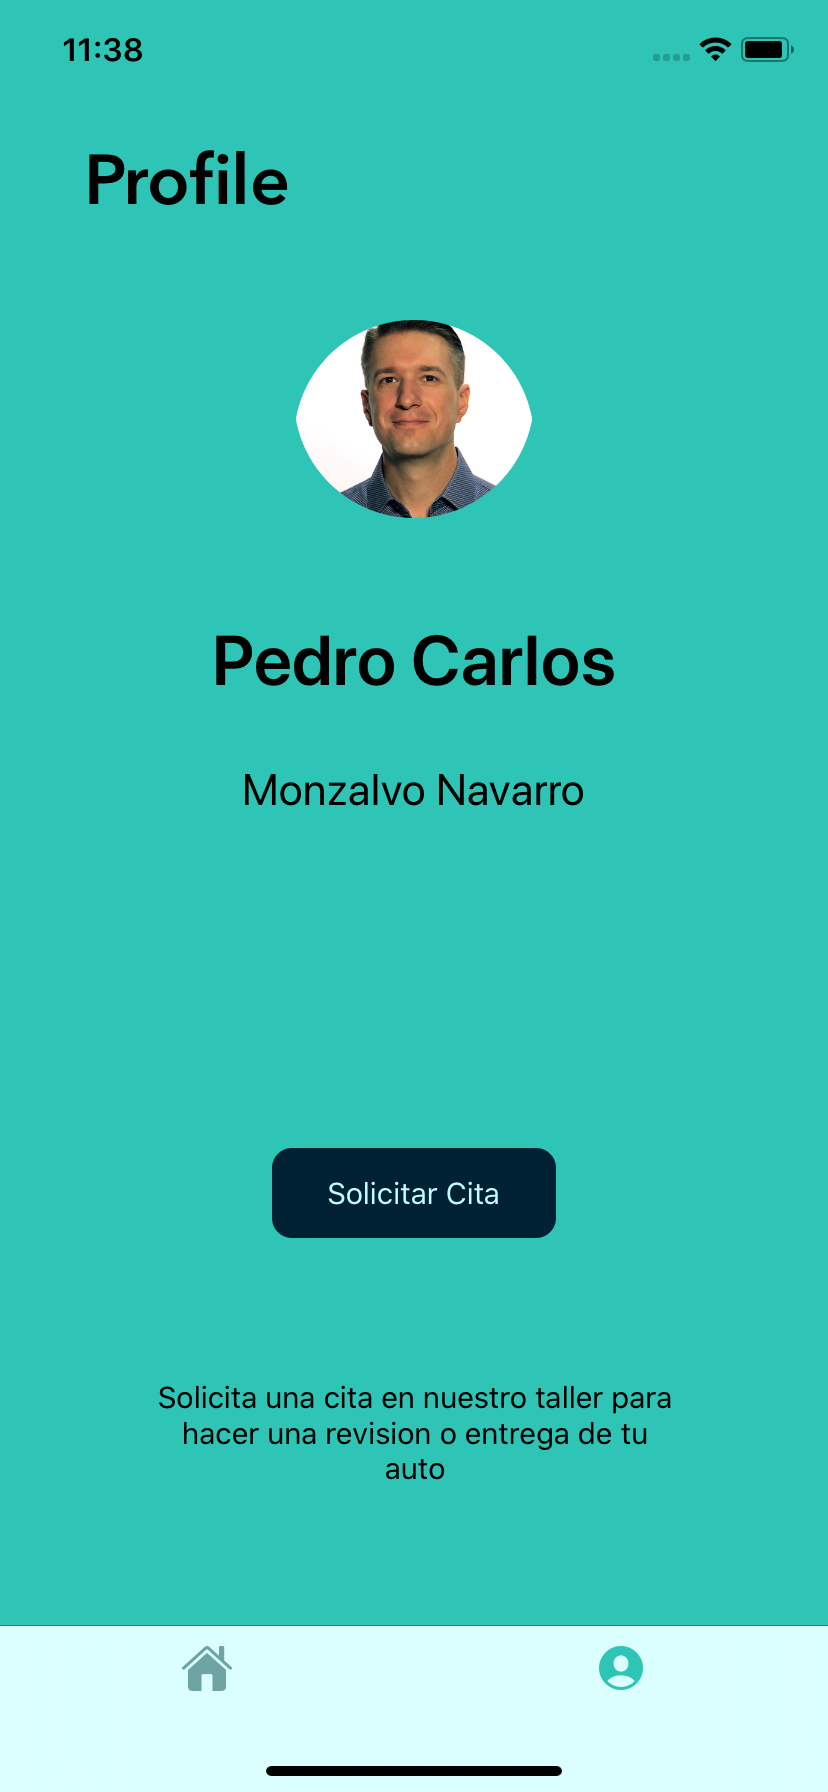 11:38
Profile
Pedro Carlos
Monzalvo Navarro
Solicitar Cita
Solicita una cita en nuestro taller para
hacer una revision o entrega de tu
auto